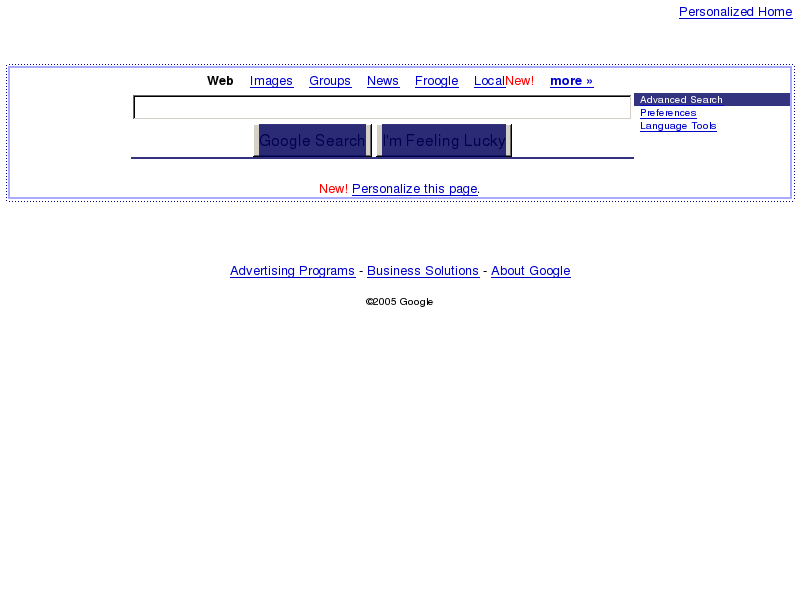 Personalized Home
Web Images Groups News Froogle LocalNew! more »
Advanced Search
Preferences
Language Tools
Google Search I'm Feeling Lucky
New! Personalize this page.
Advertising Programs - Business Solutions - About Google
©2005 Google